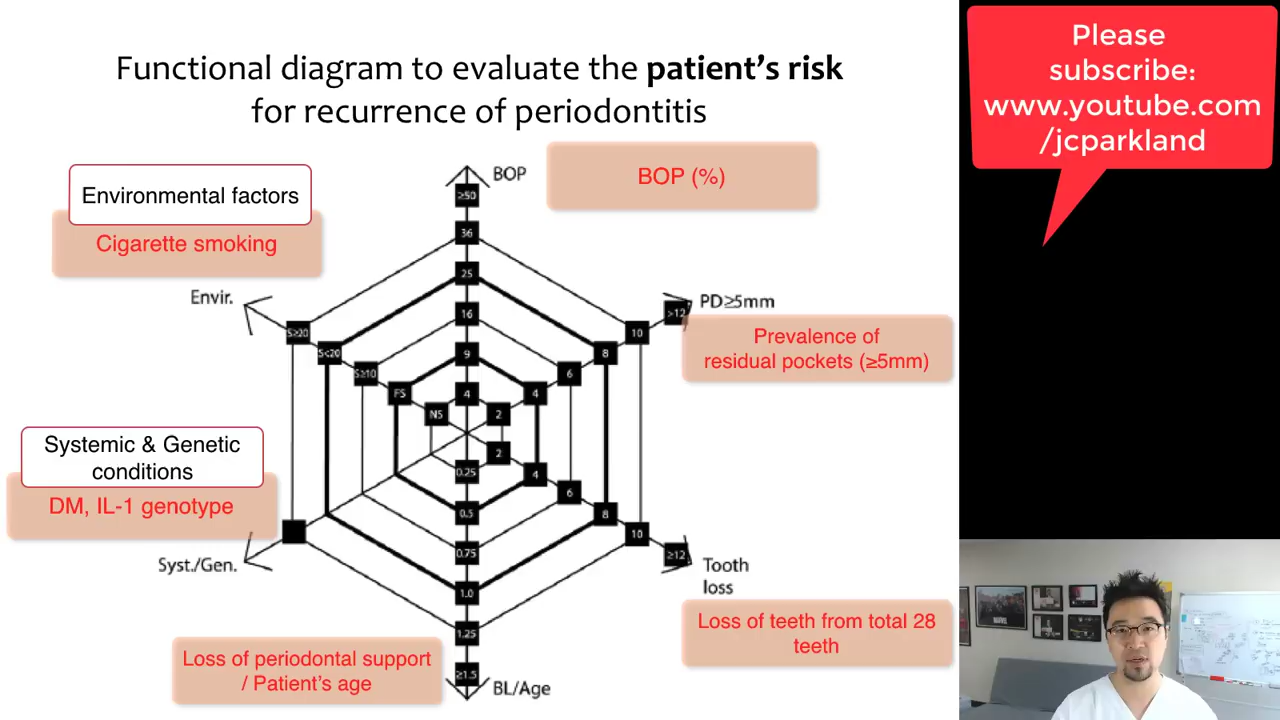 Functional diagram to evaluate the patient's risk
for recurrence of periodontitis
Please
subscribe:
www.youtube.com
/jcparkland
Environmental factors
Cigarette smoking
BOP
BOP (%)
≥50
36
25
16
9
4
Envir.
S≥20
S<20
S≥10
FS
NS
PD≥5mm
>12
10
8
6
4
2
Prevalence of
residual pockets (≥5mm)
Systemic & Genetic
conditions
DM, IL-1 genotype
Syst./Gen.
2
4
6
8
10
≥12
Tooth
loss
Loss of teeth from total 28
teeth
0.25
0.5
0.75
1.0
1.25
≥1.5
BL/Age
Loss of periodontal support
/ Patient's age
MARVEL